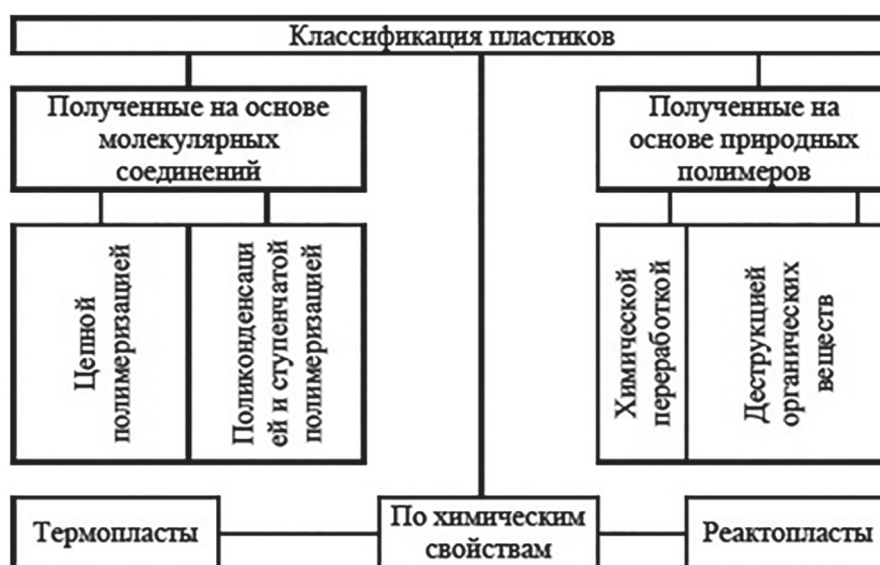 Классификация пластиков
Полученные на основе
молекулярных
соединений
Полученные на
основе природных
полимеров
Цепной
полимеризацией
Поликонденсаци
ей и ступенчатой
полимеризацией
Химической
переработкой
Деструкцией
органических
веществ
Термопласты
По химическим
свойствам
Реактопласты